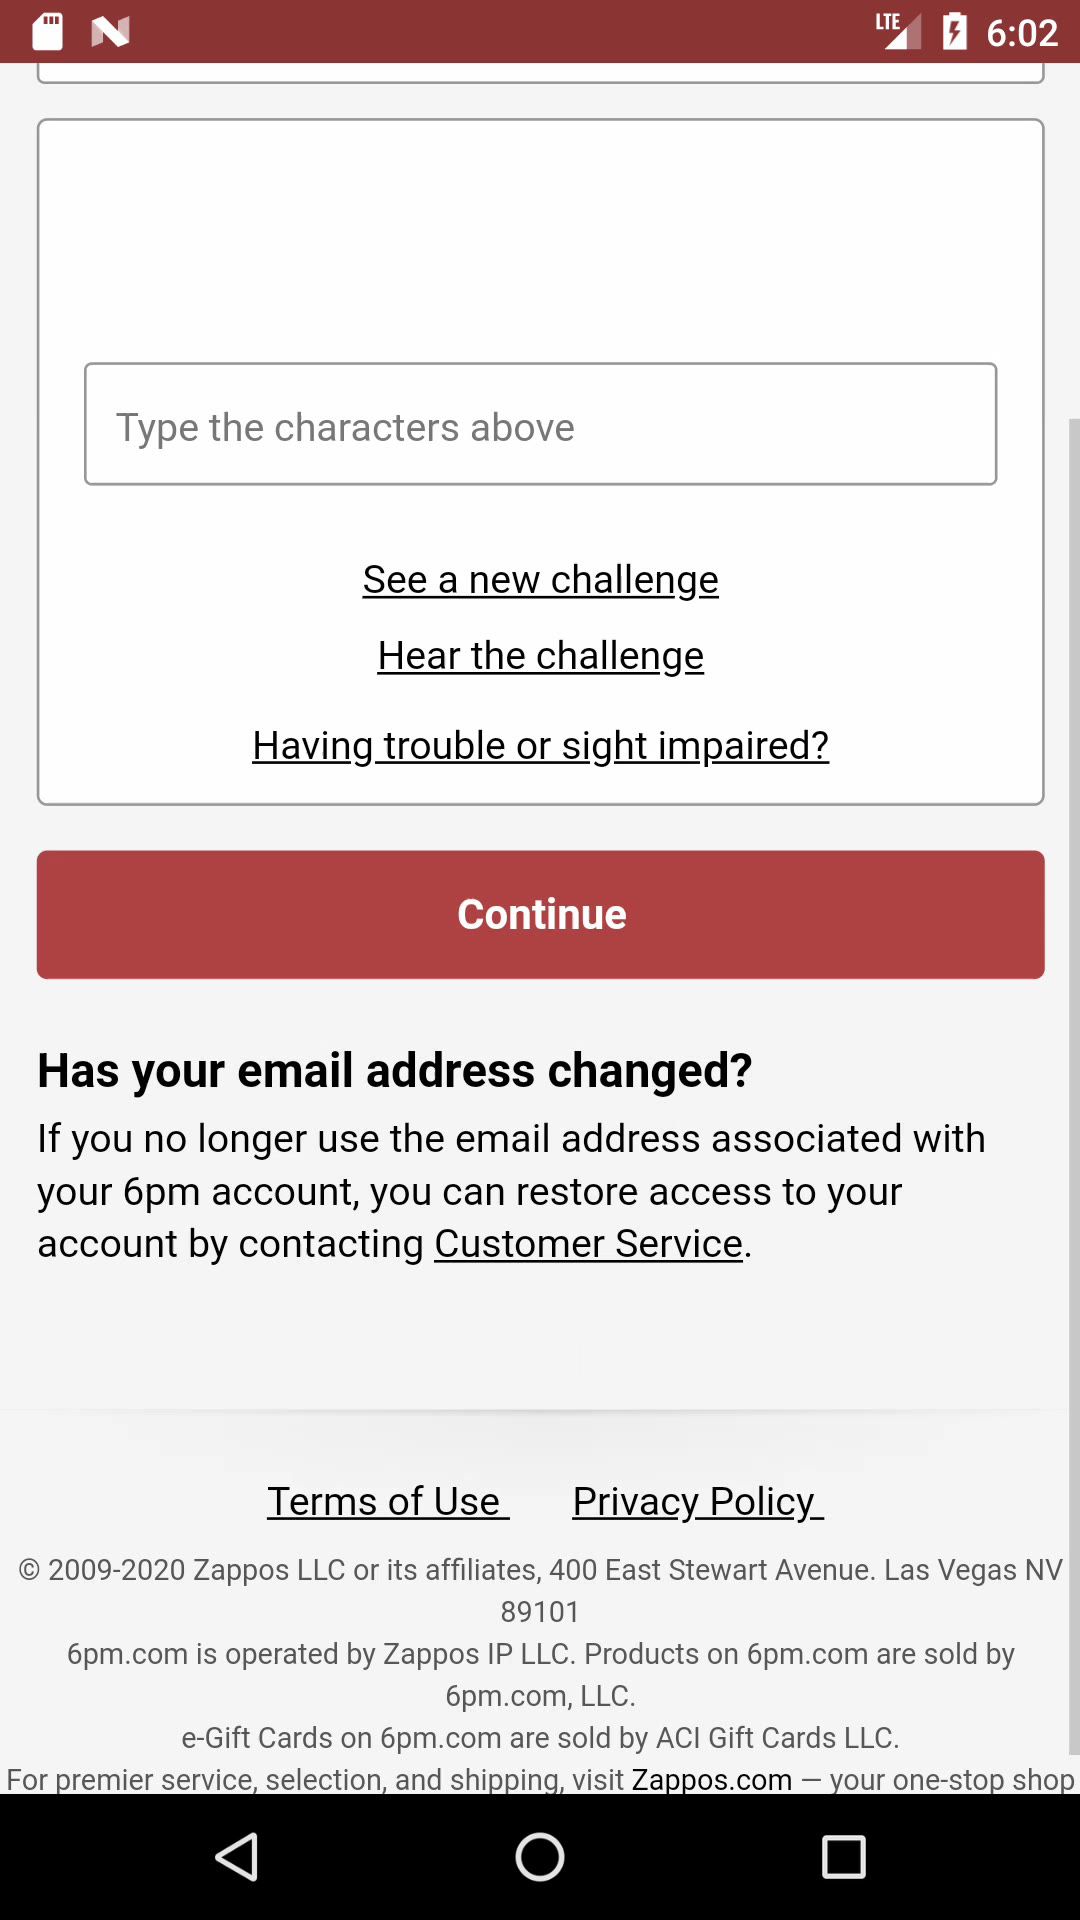 LTE 6:02
Type the characters above
See a new challenge
Hear the challenge
Having trouble or sight impaired?
Continue
Has your email address changed?
If you no longer use the email address associated with
your 6pm account, you can restore access to your
account by contacting Customer Service.
Terms of Use Privacy Policy
© 2009-2020 Zappos LLC or its affiliates, 400 East Stewart Avenue. Las Vegas NV
89101
6pm.com is operated by Zappos IP LLC. Products on 6pm.com are sold by
6pm.com, LLC.
e-Gift Cards on 6pm.com are sold by ACI Gift Cards LLC.
For premier service, selection, and shipping, visit Zappos.com — your one-stop shop